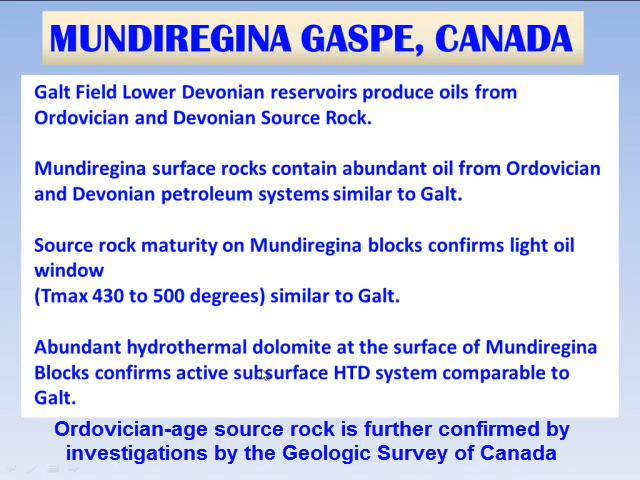 MUNDIREGINA GASPE, CANADA
Galt Field Lower Devonian reservoirs produce oils from
Ordovician and Devonian Source Rock.
Mundiregina surface rocks contain abundant oil from Ordovician
and Devonian petroleum systems similar to Galt.
Source rock maturity on Mundiregina blocks confirms light oil
window
(Tmax 430 to 500 degrees) similar to Galt.
Abundant hydrothermal dolomite at the surface of Mundiregina
Blocks confirms active subsurface HTD system comparable to
Galt.
Ordovician-age source rock is further confirmed by
investigations by the Geologic Survey of Canada